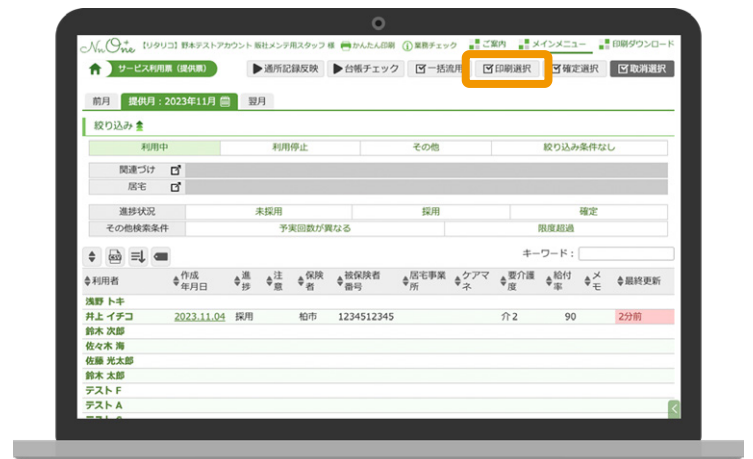 NuOne 【リタリコ】野本テストアカウント 販社メンテ用スタッフ 様 かんたん印刷 業務チェック ご案内 メインメニュー 印刷ダウンロード
サービス利用票（提供票） ▶通所記録反映 ▶台帳チェック 一括流用 印刷選択 確定選択 取消選択
前月 提供月：2023年11月 翌月
絞り込み
利用中 利用停止 その他 絞り込み条件なし
関連づけ
居宅
進捗状況 未採用 採用 確定
その他検索条件 予実回数が異なる 限度超過
キーワード：
利用者 作成年月日 進捗 注意 保険者 被保険者番号 居宅事業所 ケアマネ 要介護度 給付率 メモ 最終更新
浅野 トキ
井上 イチコ 2023.11.04 採用 柏市 1234512345 介2 90 2分前
鈴木 次郎
佐々木 海
佐藤 光太郎
鈴木 太郎
テスト F
テスト A